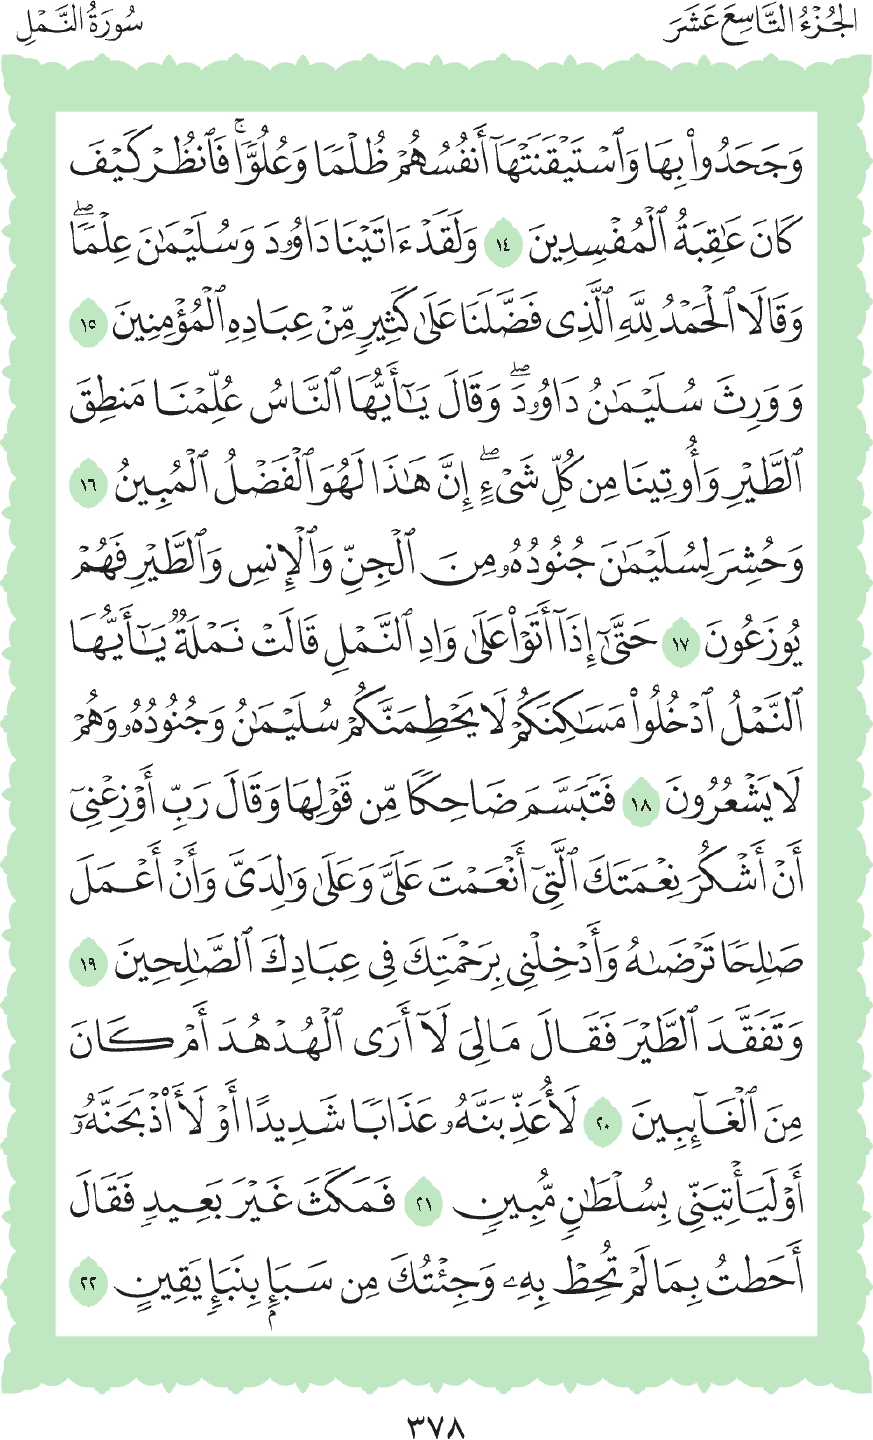 الجُزْءُ التَّاسِعَ عَشَرَ
سُورَةُ النَّمْلِ
وَجَحَدُوا۟ بِهَا وَٱسْتَيْقَنَتْهَآ أَنفُسُهُمْ ظُلْمًا وَعُلُوًّا ۚ فَٱنظُرْ كَيْفَ
كَانَ عَـٰقِبَةُ ٱلْمُفْسِدِينَ ١٤ وَلَقَدْ ءَاتَيْنَا دَاوُۥدَ وَسُلَيْمَـٰنَ عِلْمًا ۖ
وَقَالَا ٱلْحَمْدُ لِلَّهِ ٱلَّذِى فَضَّلَنَا عَلَىٰ كَثِيرٍ مِّنْ عِبَادِهِ ٱلْمُؤْمِنِينَ ١٥
وَوَرِثَ سُلَيْمَـٰنُ دَاوُۥدَ ۖ وَقَالَ يَـٰٓأَيُّهَا ٱلنَّاسُ عُلِّمْنَا مَنطِقَ
ٱلطَّيْرِ وَأُوتِينَا مِن كُلِّ شَىْءٍ ۖ إِنَّ هَـٰذَا لَهُوَ ٱلْفَضْلُ ٱلْمُبِينُ ١٦
وَحُشِرَ لِسُلَيْمَـٰنَ جُنُودُهُۥ مِنَ ٱلْجِنِّ وَٱلْإِنسِ وَٱلطَّيْرِ فَهُمْ
يُوزَعُونَ ١٧ حَتَّىٰٓ إِذَآ أَتَوْا۟ عَلَىٰ وَادِ ٱلنَّمْلِ قَالَتْ نَمْلَةٌ يَـٰٓأَيُّهَا
ٱلنَّمْلُ ٱدْخُلُوا۟ مَسَـٰكِنَكُمْ لَا يَحْطِمَنَّكُمْ سُلَيْمَـٰنُ وَجُنُودُهُۥ وَهُمْ
لَا يَشْعُرُونَ ١٨ فَتَبَسَّمَ ضَاحِكًا مِّن قَوْلِهَا وَقَالَ رَبِّ أَوْزِعْنِىٓ
أَنْ أَشْكُرَ نِعْمَتَكَ ٱلَّتِىٓ أَنْعَمْتَ عَلَىَّ وَعَلَىٰ وَٰلِدَىَّ وَأَنْ أَعْمَلَ
صَـٰلِحًا تَرْضَىٰهُ وَأَدْخِلْنِى بِرَحْمَتِكَ فِى عِبَادِكَ ٱلصَّـٰلِحِينَ ١٩
وَتَفَقَّدَ ٱلطَّيْرَ فَقَالَ مَالِىَ لَآ أَرَى ٱلْهُدْهُدَ أَمْ كَانَ
مِنَ ٱلْغَآئِبِينَ ٢٠ لَأُعَذِّبَنَّهُۥ عَذَابًا شَدِيدًا أَوْ لَأَا۟ذْبَحَنَّهُۥٓ
أَوْ لَيَأْتِيَنِّى بِسُلْطَـٰنٍ مُّبِينٍ ٢١ فَمَكَثَ غَيْرَ بَعِيدٍ فَقَالَ
أَحَطتُ بِمَا لَمْ تُحِطْ بِهِۦ وَجِئْتُكَ مِن سَبَإٍۭ بِنَبَإٍ يَقِينٍ ٢٢
٣٧٨